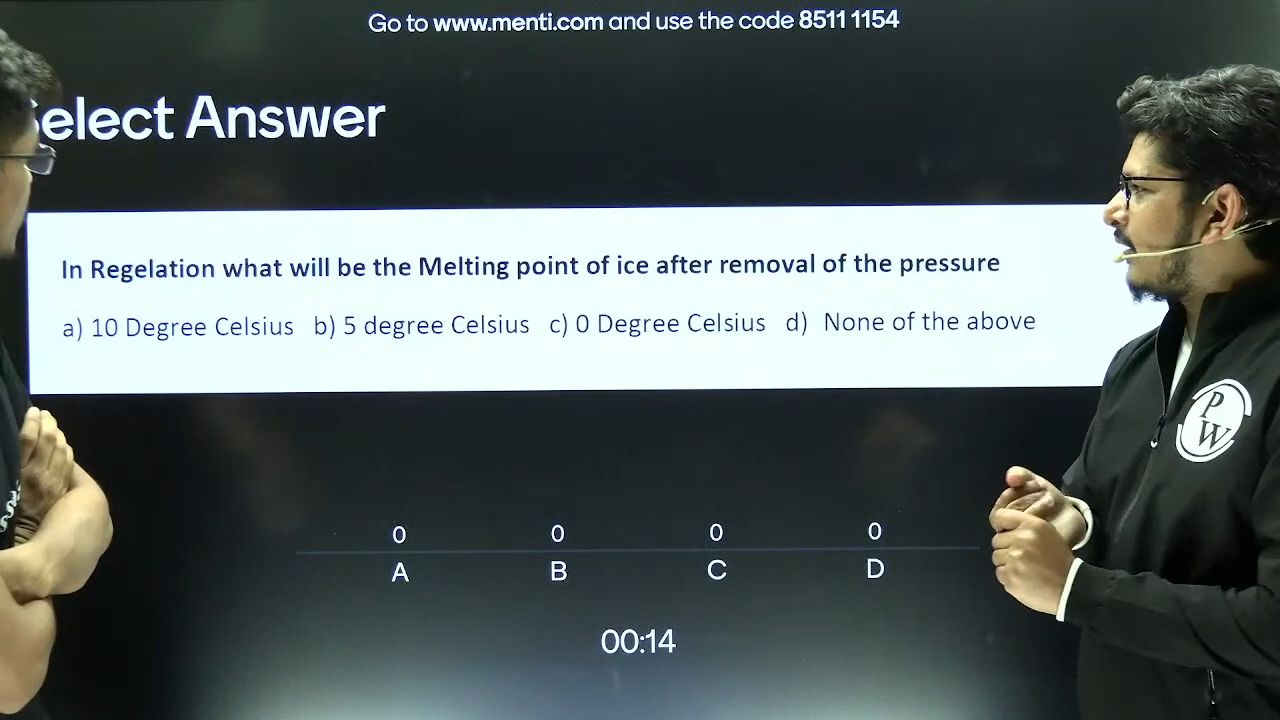 Go to www.menti.com and use the code 8511 1154
Select Answer
In Regelation what will be the Melting point of ice after removal of the pressure
a) 10 Degree Celsius b) 5 degree Celsius c) 0 Degree Celsius d) None of the above
0 0 0 0
A B C D
00:14
P
W